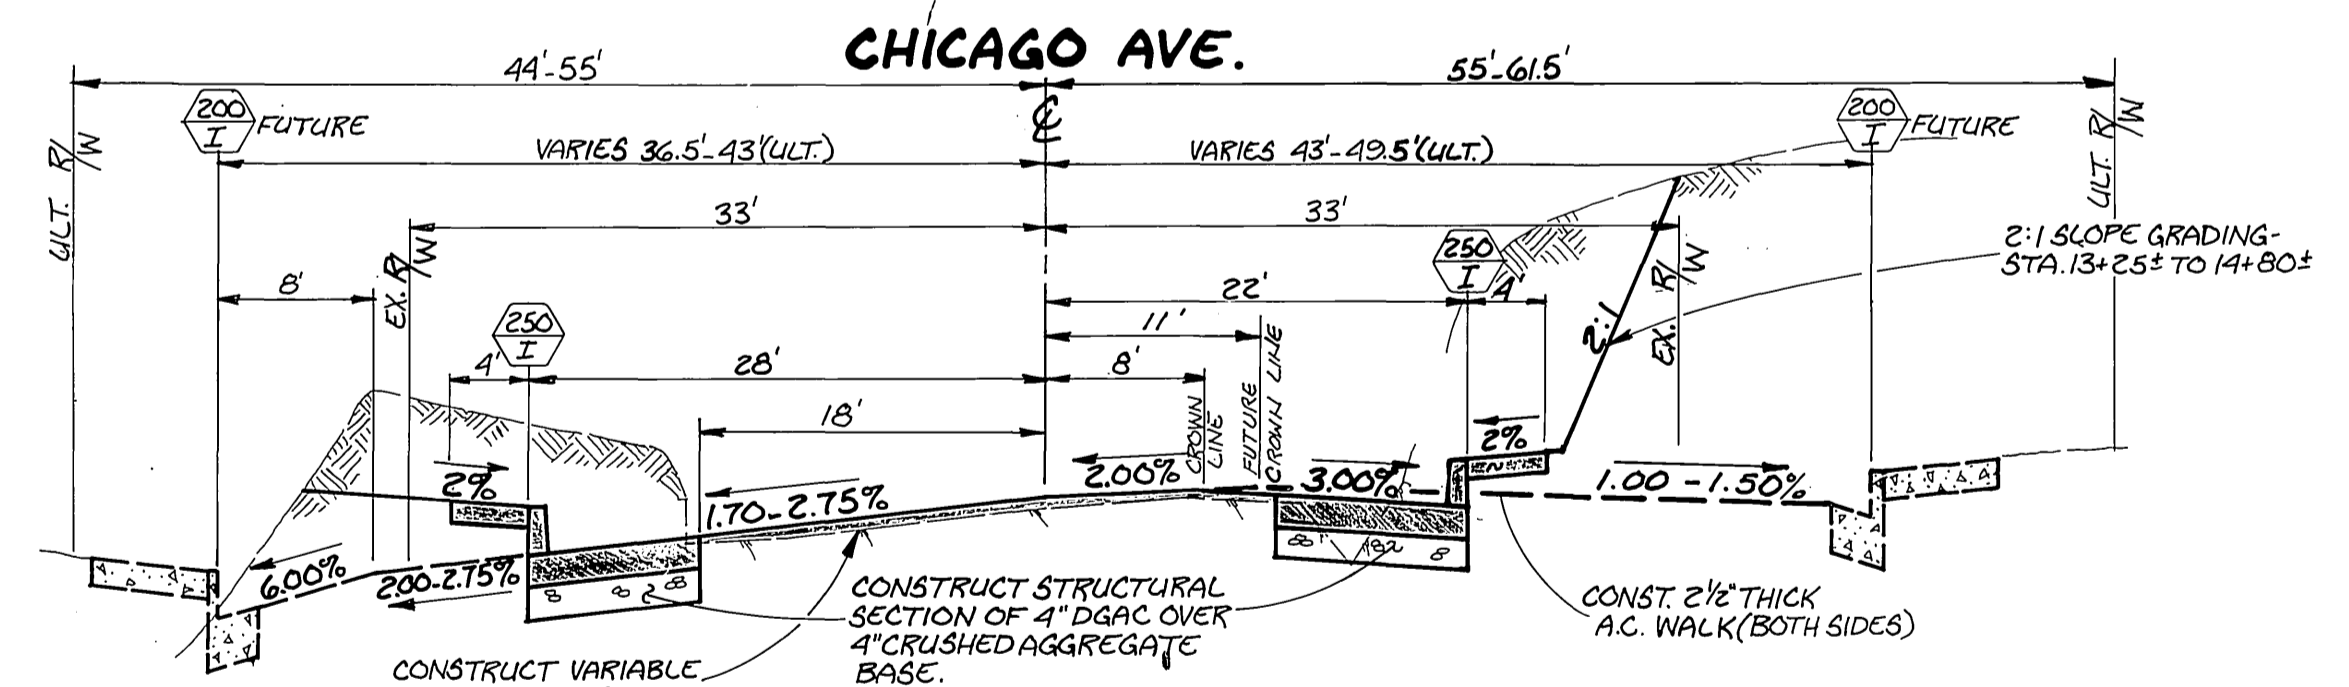 CHICAGO AVE.
44'-55'
55'-61.5'
ULT. R/W
200
I
FUTURE
℄
200
I
FUTURE
ULT. R/W
VARIES 36.5'-43'(ULT.)
VARIES 43'-49.5'(ULT.)
33'
33'
EX. R/W
8'
250
I
22'
4'
2:1 SLOPE GRADING-
STA. 13+25± TO 14+80±
2:1
EX. R/W
250
I
11'
4'
28'
8'
18'
CROWN
LINE
FUTURE
CROWN LINE
2%
2%
1.70-2.75%
2.00%
3.00%
1.00-1.50%
6.00%
2.00-2.75%
CONSTRUCT STRUCTURAL
SECTION OF 4" DGAC OVER
4" CRUSHED AGGREGATE
BASE.
CONST. 2½" THICK
A.C. WALK (BOTH SIDES)
CONSTRUCT VARIABLE